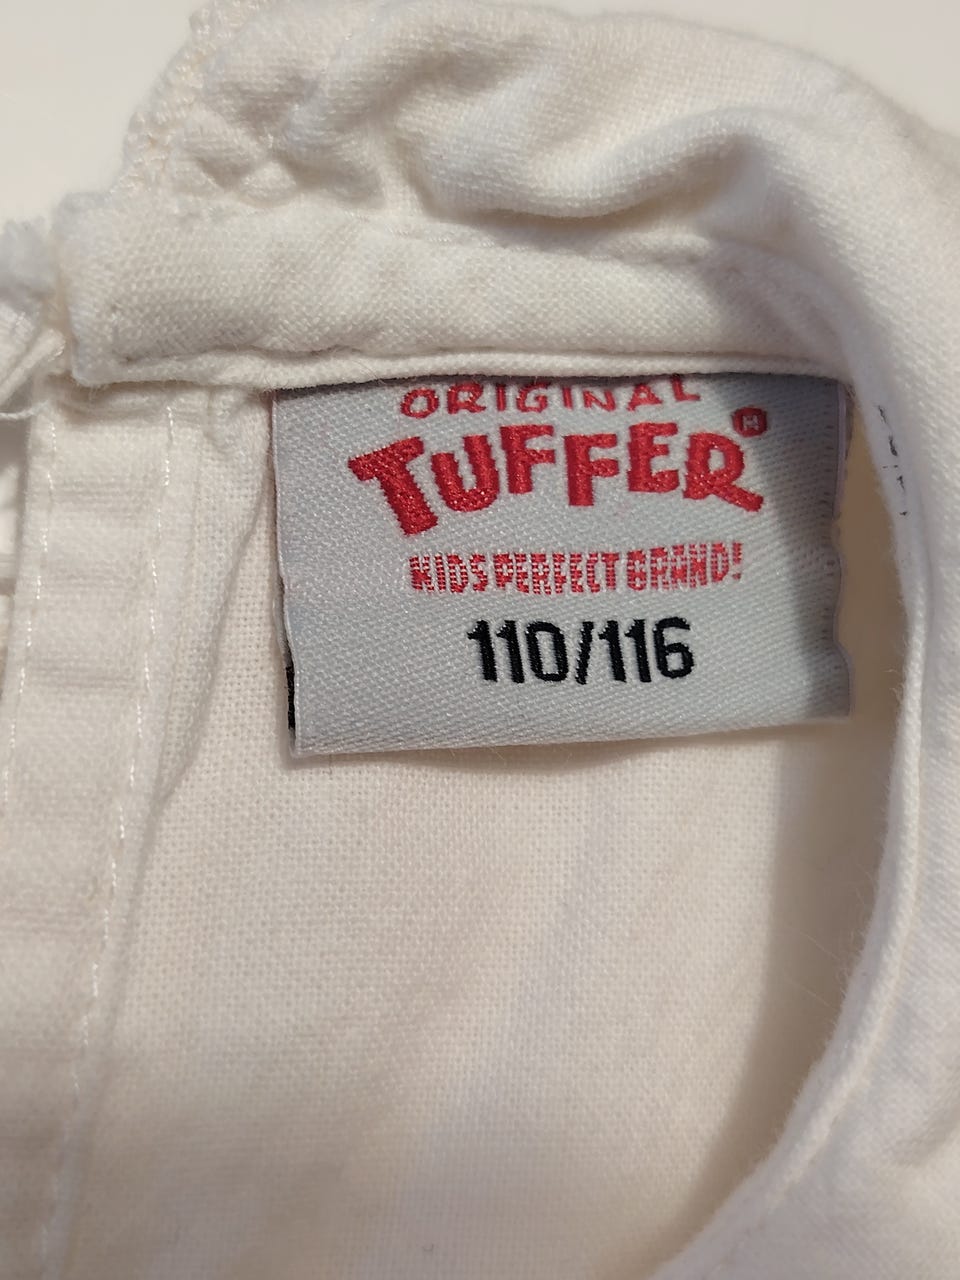 ORIGINAL
TUFFER®
KIDS PERFECT BRAND!
110/116